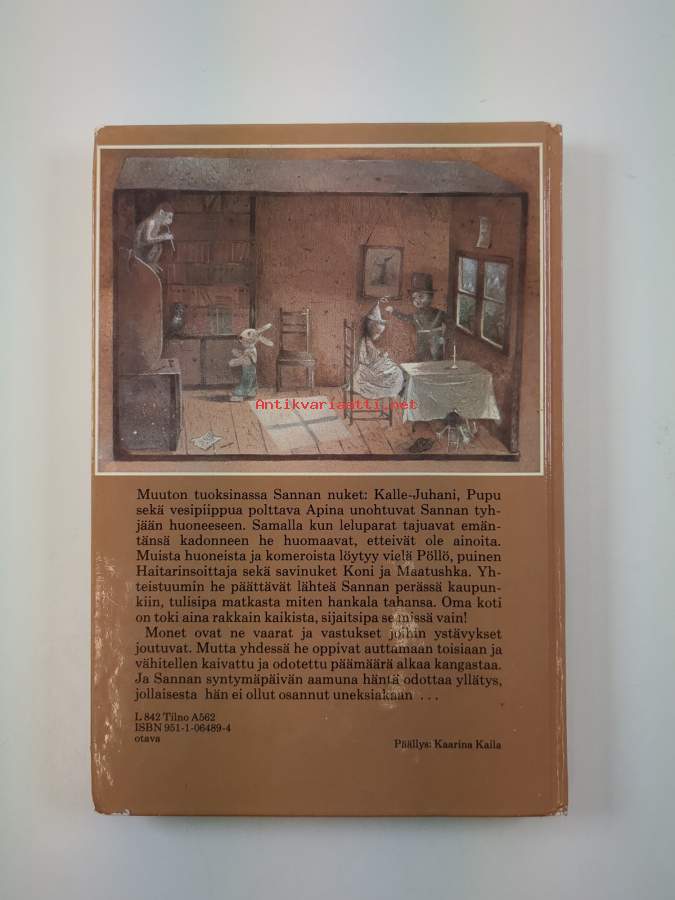 Antikvariaatti.net
Muuton tuoksinassa Sannan nuket: Kalle-Juhani, Pupu
sekä vesipiippua polttava Apina unohtuvat Sannan tyh-
jään huoneeseen. Samalla kun leluparat tajuavat emän-
tänsä kadonneen he huomaavat, etteivät ole ainoita.
Muista huoneista ja komeroista löytyy vielä Pöllö, puinen
Haitarinsoittaja sekä savinuket Koni ja Maatushka. Yh-
teistuumin he päättävät lähteä Sannan perässä kaupun-
kiin, tulisipa matkasta miten hankala tahansa. Oma koti
on toki aina rakkain kaikista, sijaitsipa se missä vain!
Monet ovat ne vaarat ja vastukset joihin ystävykset
joutuvat. Mutta yhdessä he oppivat auttamaan toisiaan ja
vähitellen kaivattu ja odotettu päämäärä alkaa kangastaa.
Ja Sannan syntymäpäivän aamuna häntä odottaa yllätys,
jollaisesta hän ei ollut osannut uneksiakaan ...
L 842 Tilno A562
ISBN 951-1-06489-4
otava
Päällys: Kaarina Kaila